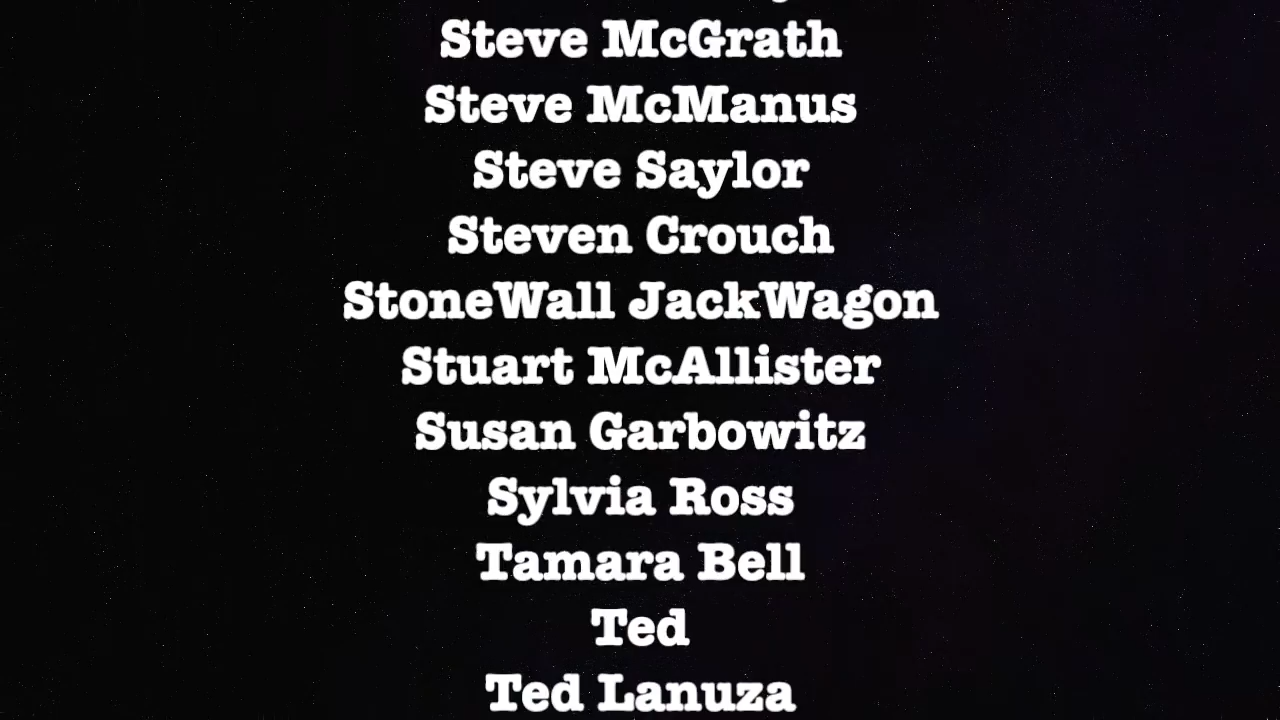 Steve McGrath
Steve McManus
Steve Saylor
Steven Crouch
StoneWall JackWagon
Stuart McAllister
Susan Garbowitz
Sylvia Ross
Tamara Bell
Ted
Ted Lanuza